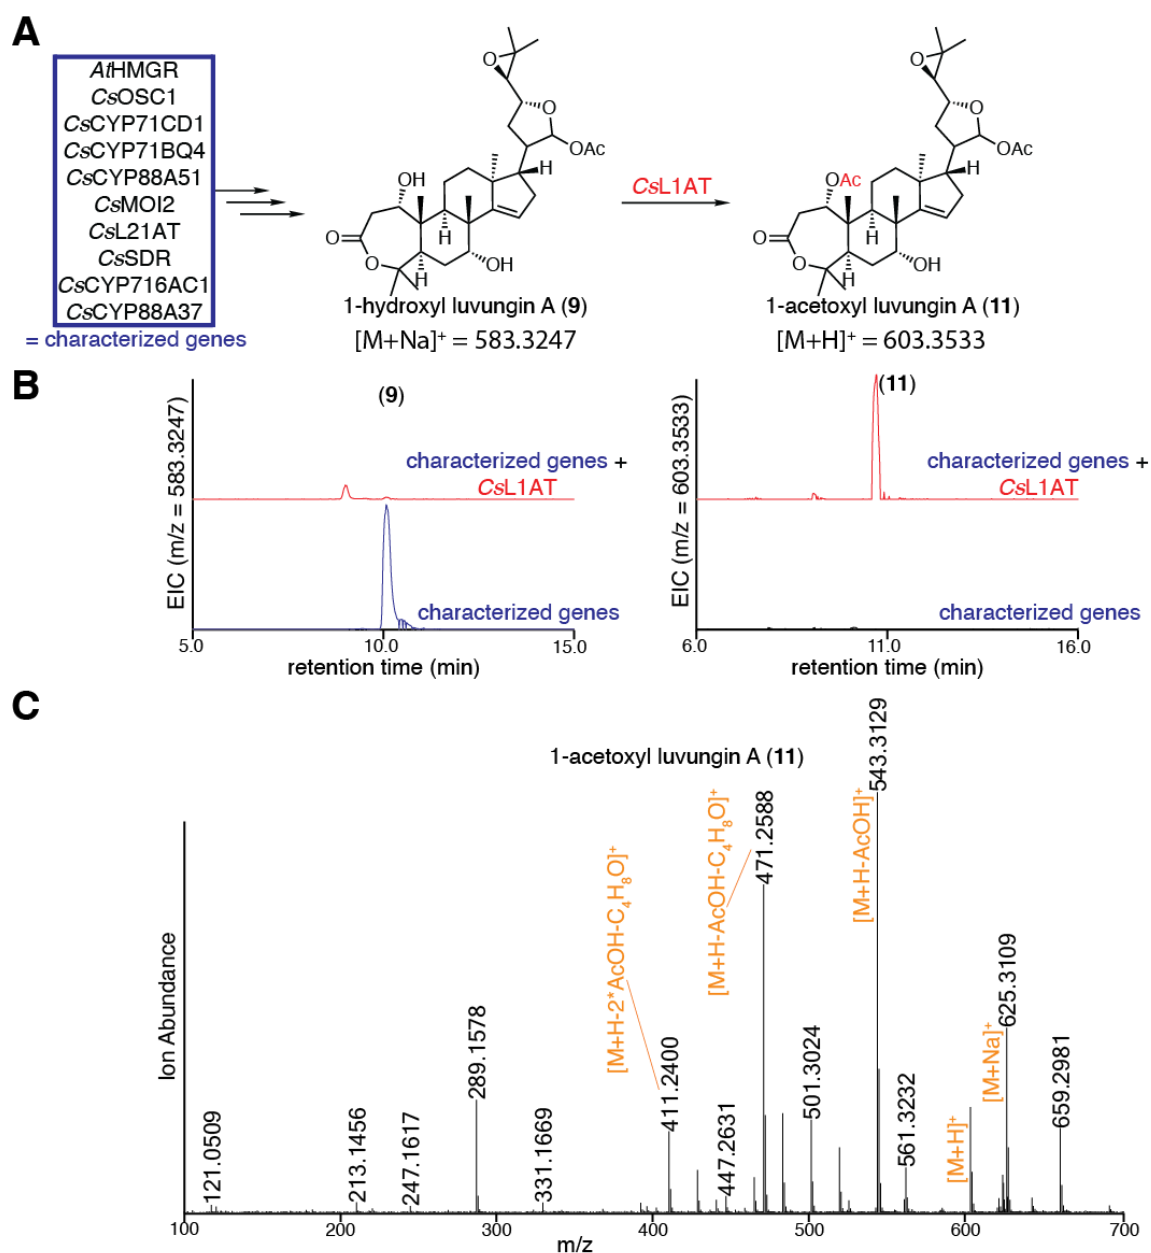 A
AtHMGR
CsOSC1
CsCYP71CD1
CsCYP71BQ4
CsCYP88A51
CsMOI2
CsL21AT
CsSDR
CsCYP716AC1
CsCYP88A37
= characterized genes
O
O
OAc
OH
O
O
H
H
H
OH
1-hydroxyl luvungin A (9)
[M+Na]+ = 583.3247
CsL1AT
O
O
OAc
OAc
O
O
H
H
H
OH
1-acetoxyl luvungin A (11)
[M+H]+ = 603.3533
B
EIC (m/z = 583.3247)
(9)
characterized genes +
CsL1AT
characterized genes
5.0 10.0 15.0
retention time (min)
EIC (m/z = 603.3533)
(11)
characterized genes +
CsL1AT
characterized genes
6.0 11.0 16.0
retention time (min)
C
1-acetoxyl luvungin A (11)
Ion Abundance
121.0509
213.1456
247.1617
289.1578
331.1669
[M+H-2*AcOH-C4H8O]+
411.2400
447.2631
[M+H-AcOH-C4H8O]+
471.2588
501.3024
[M+H-AcOH]+
543.3129
561.3232
[M+H]+
[M+Na]+
625.3109
659.2981
100 200 300 400 500 600 700
m/z